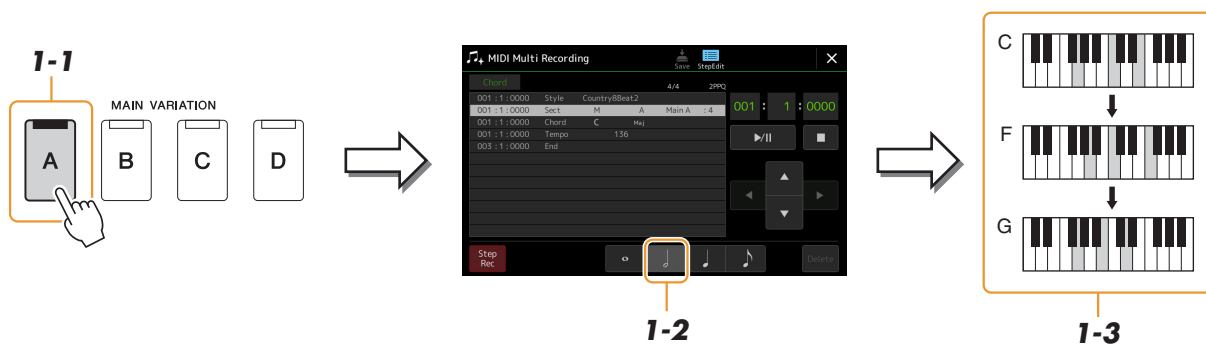 1-1
MAIN VARIATION
A B C D
MIDI Multi Recording
Save StepEdit
Chord 4/4 2PPQ
001 : 1 : 0000 Style Country8Beat2
001 : 1 : 0000 Sect M A Main A : 4
001 : 1 : 0000 Chord C Maj
001 : 1 : 0000 Tempo 136
003 : 1 : 0000 End
001 : 1 : 0000
Step
Rec
Delete
1-2
C
F
G
1-3